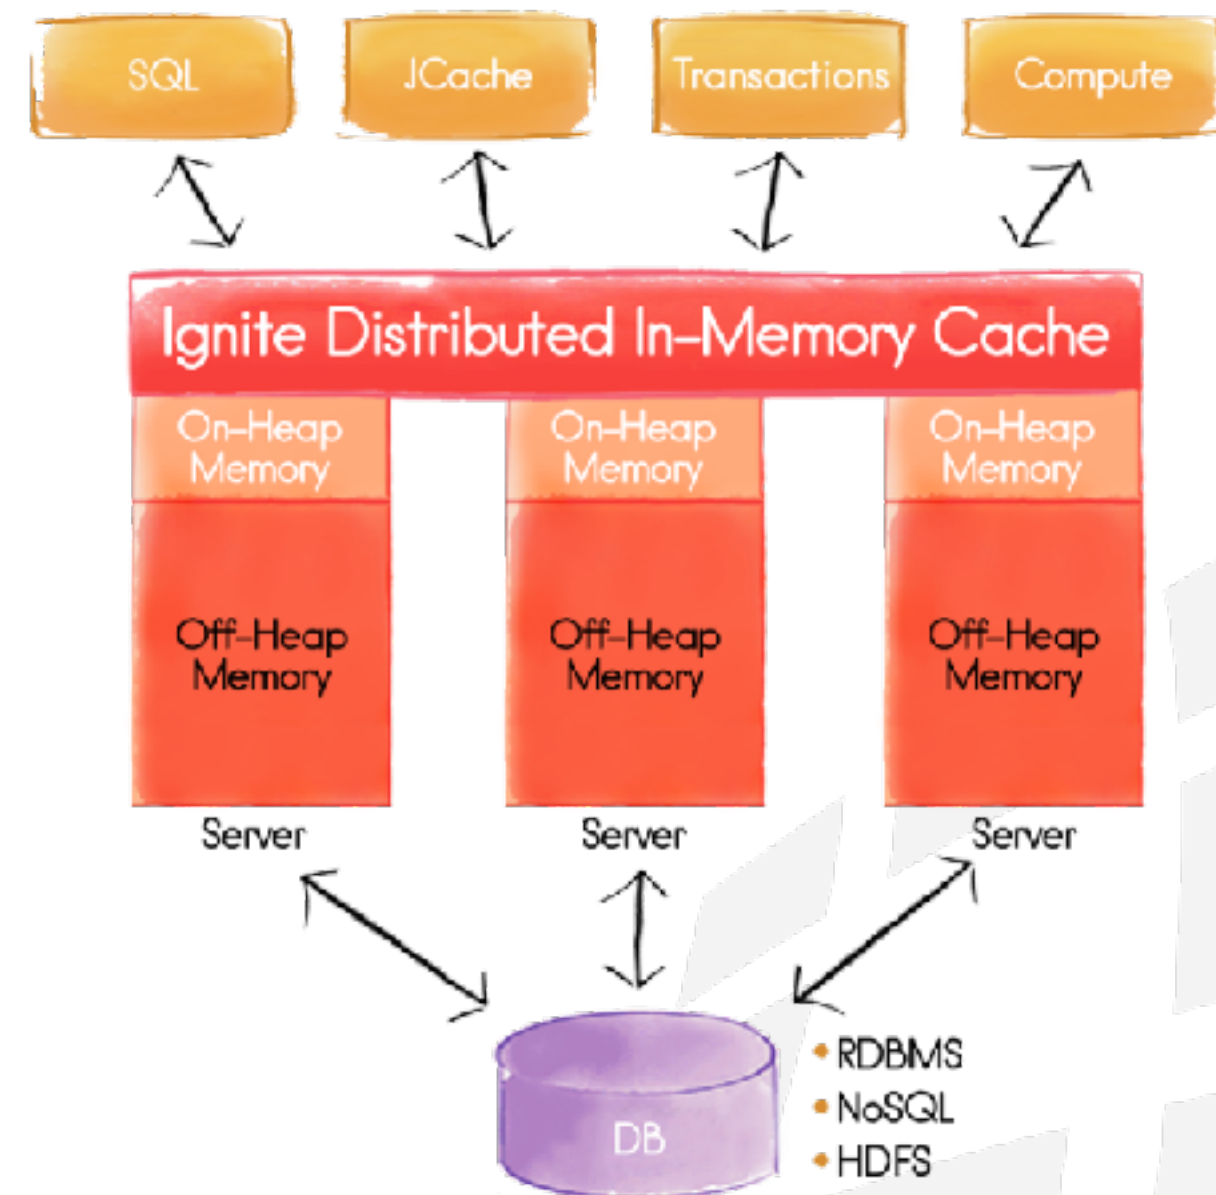 SQL
JCache
Transactions
Compute
Ignite Distributed In-Memory Cache
On-Heap
Memory
On-Heap
Memory
On-Heap
Memory
Off-Heap
Memory
Off-Heap
Memory
Off-Heap
Memory
Server
Server
Server
DB
• RDBMS
• NoSQL
• HDFS